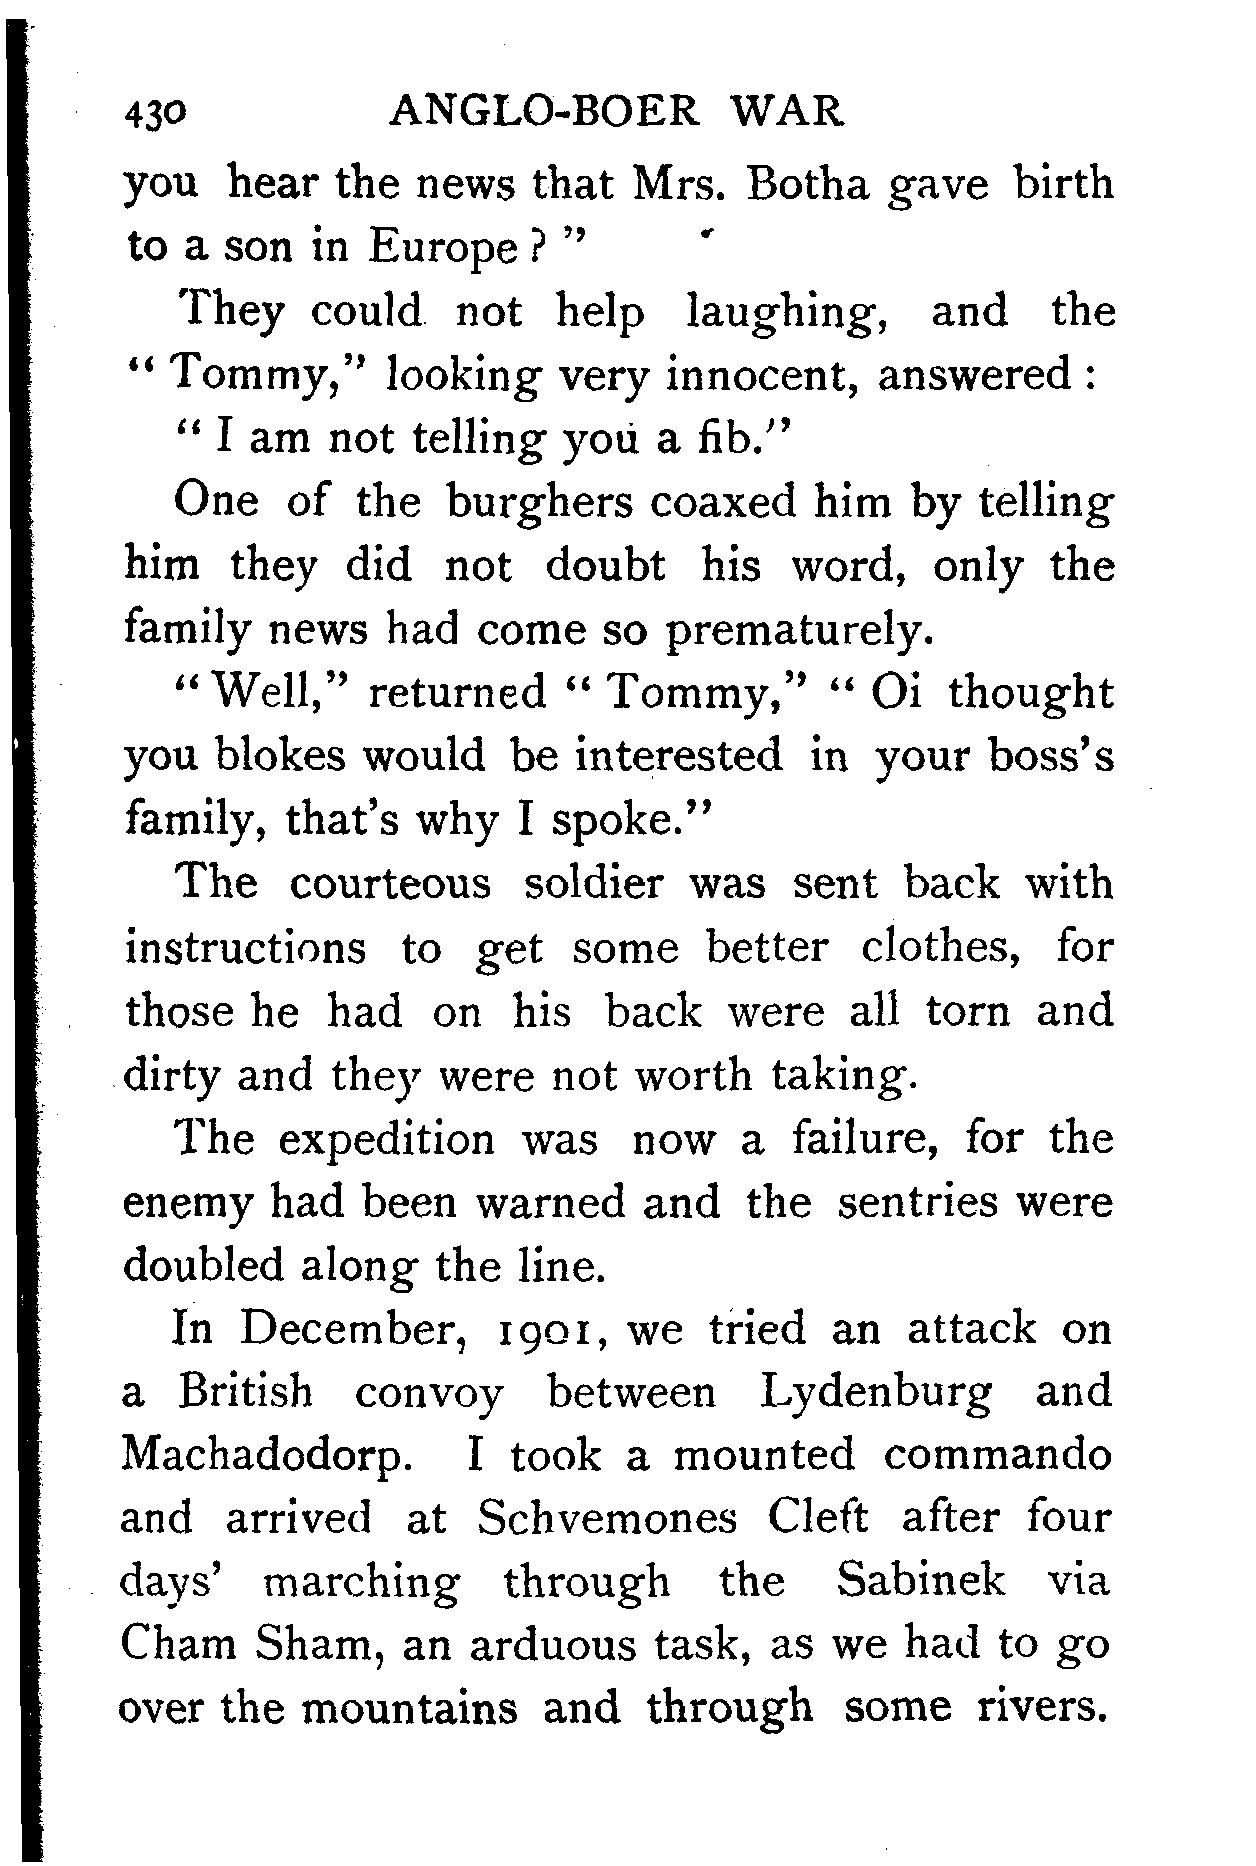 430 ANGLO-BOER WAR
you hear the news that Mrs. Botha gave birth
to a son in Europe ? ”
They could not help laughing, and the
“ Tommy,” looking very innocent, answered :
“ I am not telling you a fib.”
One of the burghers coaxed him by telling
him they did not doubt his word, only the
family news had come so prematurely.
“ Well,” returned “ Tommy,” “ Oi thought
you blokes would be interested in your boss’s
family, that’s why I spoke.”
The courteous soldier was sent back with
instructions to get some better clothes, for
those he had on his back were all torn and
dirty and they were not worth taking.
The expedition was now a failure, for the
enemy had been warned and the sentries were
doubled along the line.
In December, 1901, we tried an attack on
a British convoy between Lydenburg and
Machadodorp. I took a mounted commando
and arrived at Schvemones Cleft after four
days’ marching through the Sabinek via
Cham Sham, an arduous task, as we had to go
over the mountains and through some rivers.